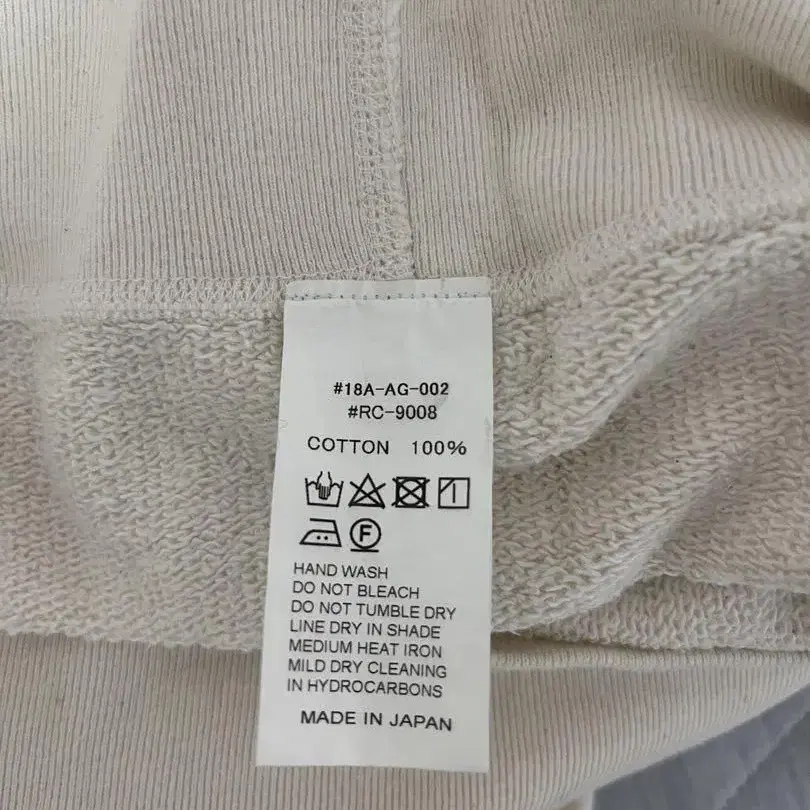 #18A-AG-002
#RC-9008
COTTON 100%
F
HAND WASH
DO NOT BLEACH
DO NOT TUMBLE DRY
LINE DRY IN SHADE
MEDIUM HEAT IRON
MILD DRY CLEANING
IN HYDROCARBONS
MADE IN JAPAN